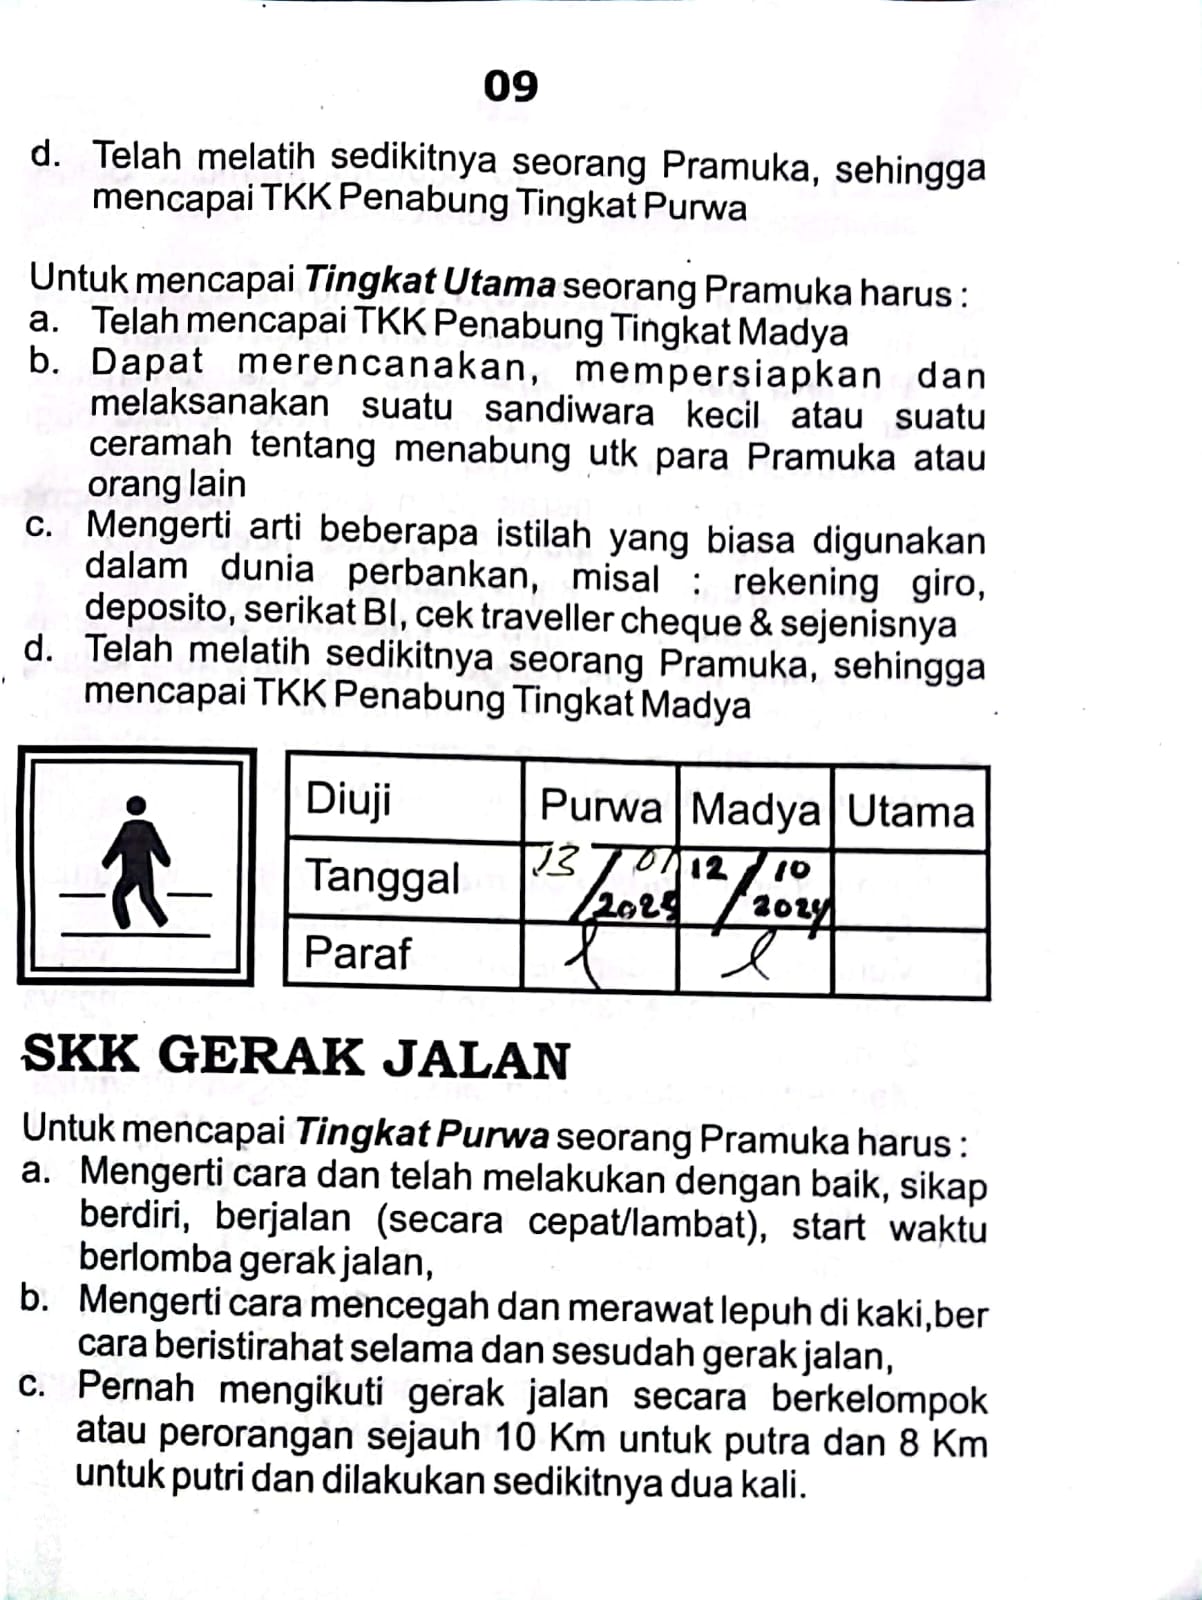 09
d. Telah melatih sedikitnya seorang Pramuka, sehingga
mencapai TKK Penabung Tingkat Purwa
Untuk mencapai Tingkat Utama seorang Pramuka harus :
a. Telah mencapai TKK Penabung Tingkat Madya
b. Dapat merencanakan, mempersiapkan dan
melaksanakan suatu sandiwara kecil atau suatu
ceramah tentang menabung utk para Pramuka atau
orang lain
c. Mengerti arti beberapa istilah yang biasa digunakan
dalam dunia perbankan, misal : rekening giro,
deposito, serikat BI, cek traveller cheque & sejenisnya
d. Telah melatih sedikitnya seorang Pramuka, sehingga
mencapai TKK Penabung Tingkat Madya
Diuji Purwa Madya Utama
Tanggal 13/07 12/10
2024
Paraf
SKK GERAK JALAN
Untuk mencapai Tingkat Purwa seorang Pramuka harus :
a. Mengerti cara dan telah melakukan dengan baik, sikap
berdiri, berjalan (secara cepat/lambat), start waktu
berlomba gerak jalan,
b. Mengerti cara mencegah dan merawat lepuh di kaki,ber
cara beristirahat selama dan sesudah gerak jalan,
c. Pernah mengikuti gerak jalan secara berkelompok
atau perorangan sejauh 10 Km untuk putra dan 8 Km
untuk putri dan dilakukan sedikitnya dua kali.